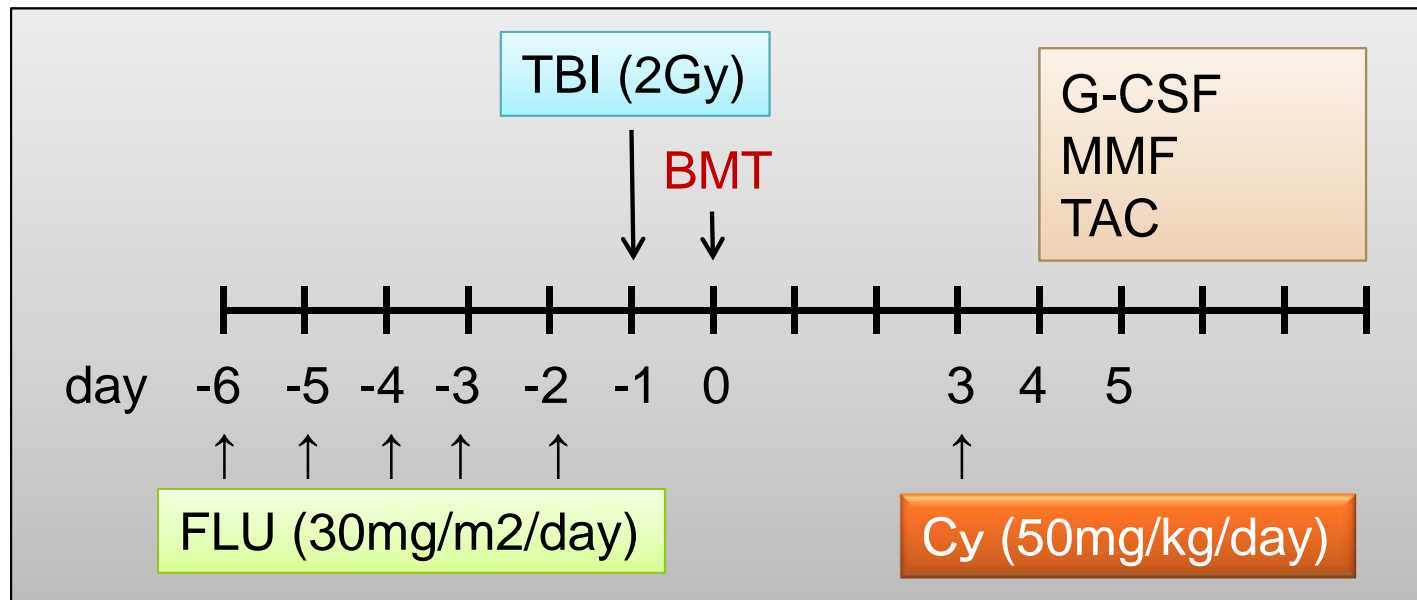 TBI (2Gy)
BMT
G-CSF
MMF
TAC
day -6 -5 -4 -3 -2 -1 0 3 4 5
↑ ↑ ↑ ↑ ↑ ↑
FLU (30mg/m2/day)
Cy (50mg/kg/day)